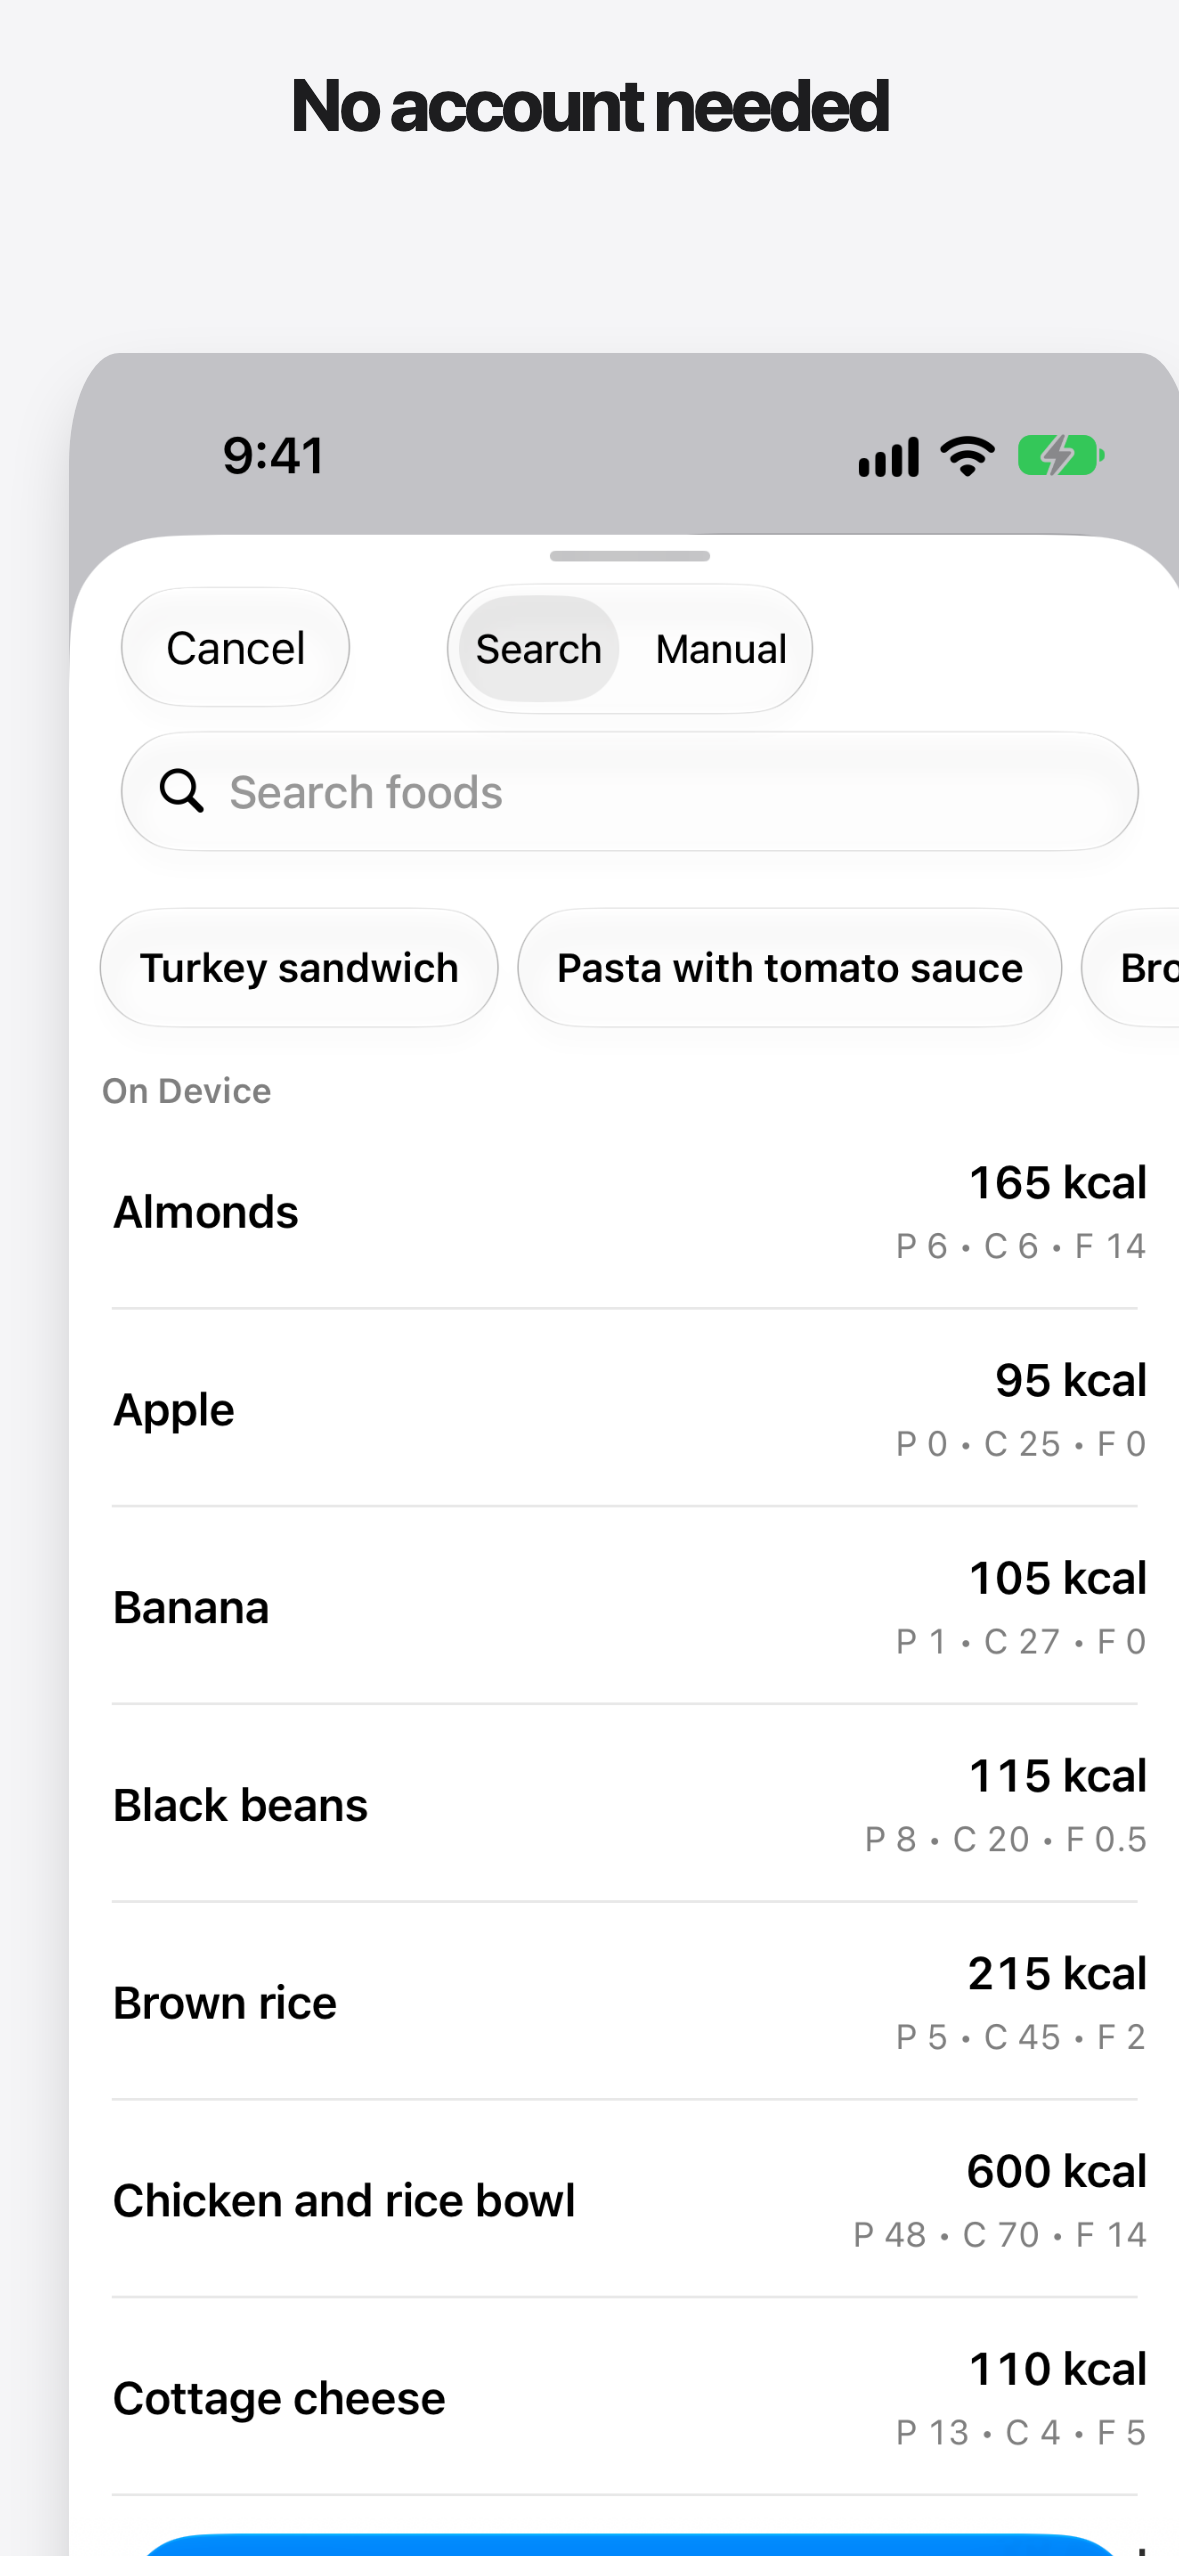 No account needed
9:41
Cancel
Search Manual
Search foods
Turkey sandwich
Pasta with tomato sauce
Bro
On Device
Almonds
165 kcal
P 6 • C 6 • F 14
Apple
95 kcal
P 0 • C 25 • F 0
Banana
105 kcal
P 1 • C 27 • F 0
Black beans
115 kcal
P 8 • C 20 • F 0.5
Brown rice
215 kcal
P 5 • C 45 • F 2
Chicken and rice bowl
600 kcal
P 48 • C 70 • F 14
Cottage cheese
110 kcal
P 13 • C 4 • F 5